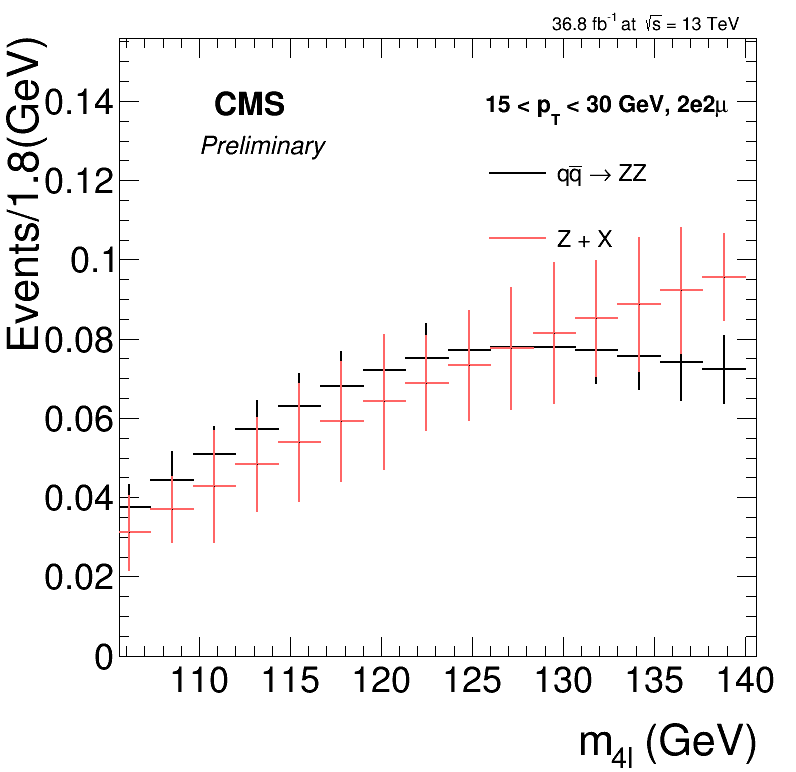 36.8 fb⁻¹ at √s = 13 TeV
Events/1.8(GeV)
CMS
Preliminary
15 < p_T < 30 GeV, 2e2μ
qq̅ → ZZ
Z + X
0.14
0.12
0.1
0.08
0.06
0.04
0.02
0
110 115 120 125 130 135 140
m_4l (GeV)